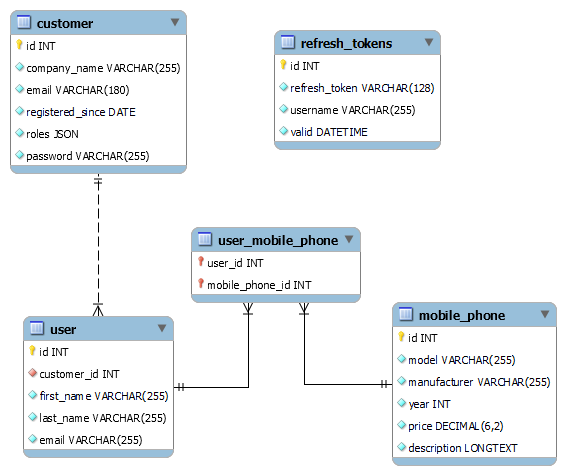 customer
id INT
company_name VARCHAR(255)
email VARCHAR(180)
registered_since DATE
roles JSON
password VARCHAR(255)
refresh_tokens
id INT
refresh_token VARCHAR(128)
username VARCHAR(255)
valid DATETIME
user_mobile_phone
user_id INT
mobile_phone_id INT
user
id INT
customer_id INT
first_name VARCHAR(255)
last_name VARCHAR(255)
email VARCHAR(255)
mobile_phone
id INT
model VARCHAR(255)
manufacturer VARCHAR(255)
year INT
price DECIMAL(6,2)
description LONGTEXT